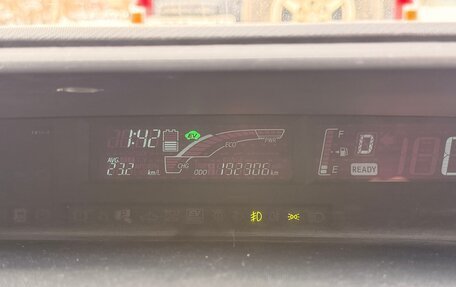 1:42 EV ECO PWR F D
AVG. 23.2 km/L CHG ODO 192306 km E READY